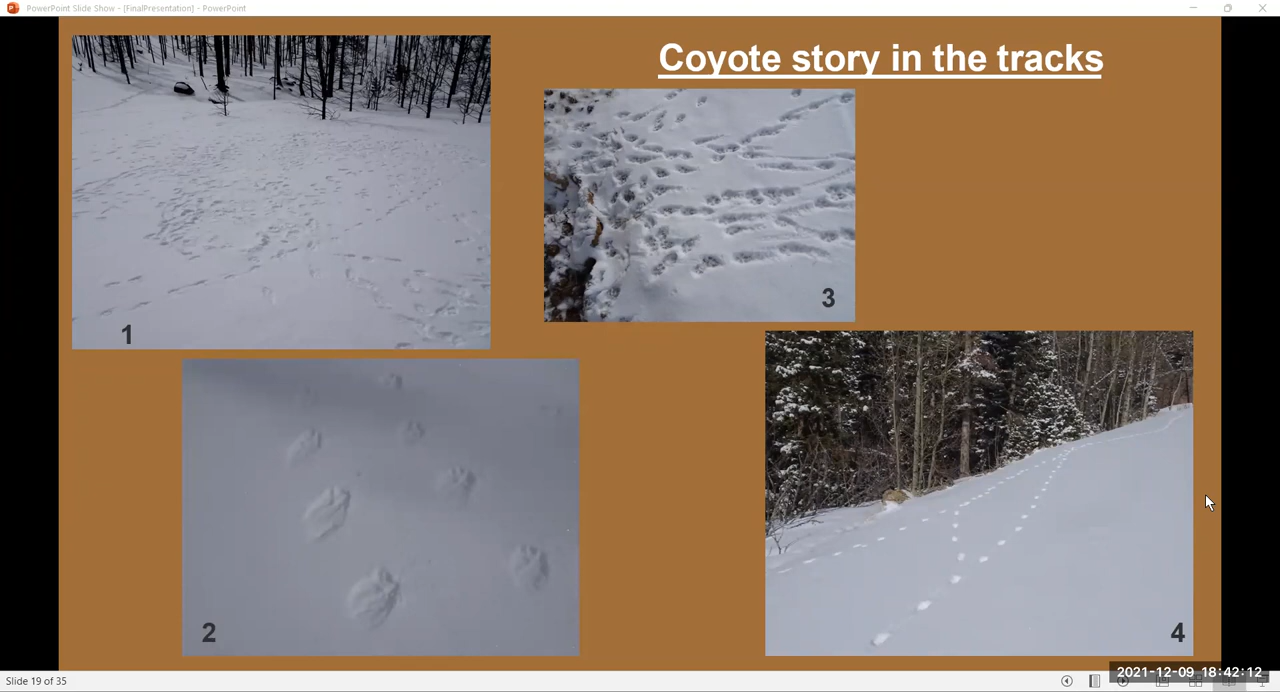 PowerPoint Slide Show - [FinalPresentation] - PowerPoint
Coyote story in the tracks
1
3
2
4
Slide 19 of 35
2021-12-09 18:42:12